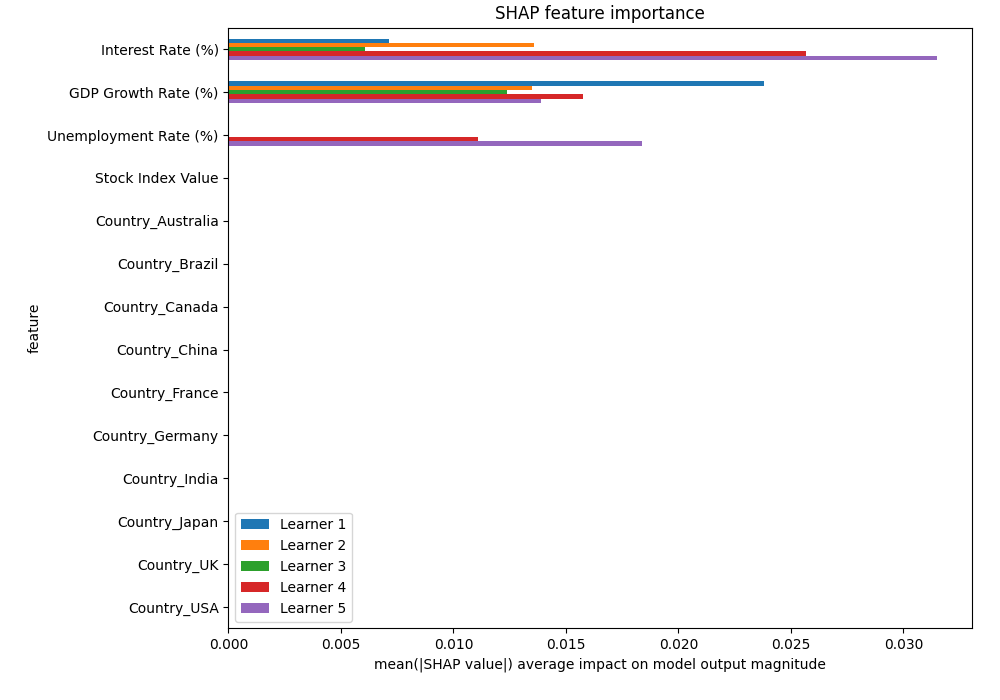 SHAP feature importance
Interest Rate (%)
GDP Growth Rate (%)
Unemployment Rate (%)
Stock Index Value
Country_Australia
Country_Brazil
Country_Canada
Country_China
Country_France
Country_Germany
Country_India
Country_Japan
Country_UK
Country_USA
feature
Learner 1
Learner 2
Learner 3
Learner 4
Learner 5
0.000 0.005 0.010 0.015 0.020 0.025 0.030
mean(|SHAP value|) average impact on model output magnitude